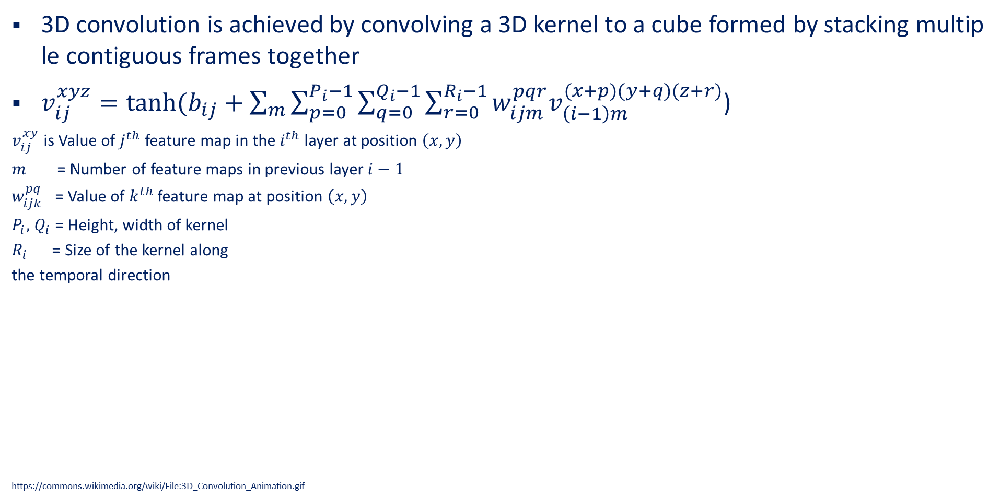 ▪ 3D convolution is achieved by convolving a 3D kernel to a cube formed by stacking multip
le contiguous frames together
▪ $v_{ij}^{xyz} = \tanh(b_{ij} + \sum_m \sum_{p=0}^{P_i-1} \sum_{q=0}^{Q_i-1} \sum_{r=0}^{R_i-1} w_{ijm}^{pqr} v_{(i-1)m}^{(x+p)(y+q)(z+r)})$
$v_{ij}^{xy}$ is Value of $j^{th}$ feature map in the $i^{th}$ layer at position $(x, y)$
$m$ = Number of feature maps in previous layer $i - 1$
$w_{ijk}^{pq}$ = Value of $k^{th}$ feature map at position $(x, y)$
$P_i, Q_i$ = Height, width of kernel
$R_i$ = Size of the kernel along
the temporal direction
https://commons.wikimedia.org/wiki/File:3D_Convolution_Animation.gif